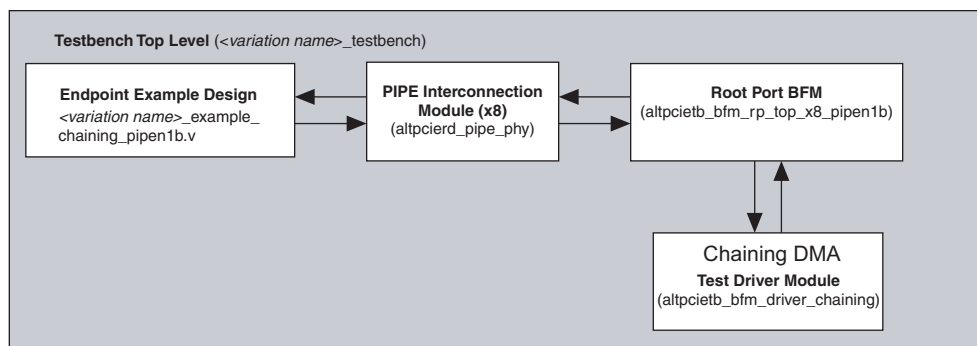 Testbench Top Level (<variation name>_testbench)
Endpoint Example Design
<variation name>_example_
chaining_pipen1b.v
PIPE Interconnection
Module (x8)
(altpcierd_pipe_phy)
Root Port BFM
(altpcietb_bfm_rp_top_x8_pipen1b)
Chaining DMA
Test Driver Module
(altpcietb_bfm_driver_chaining)